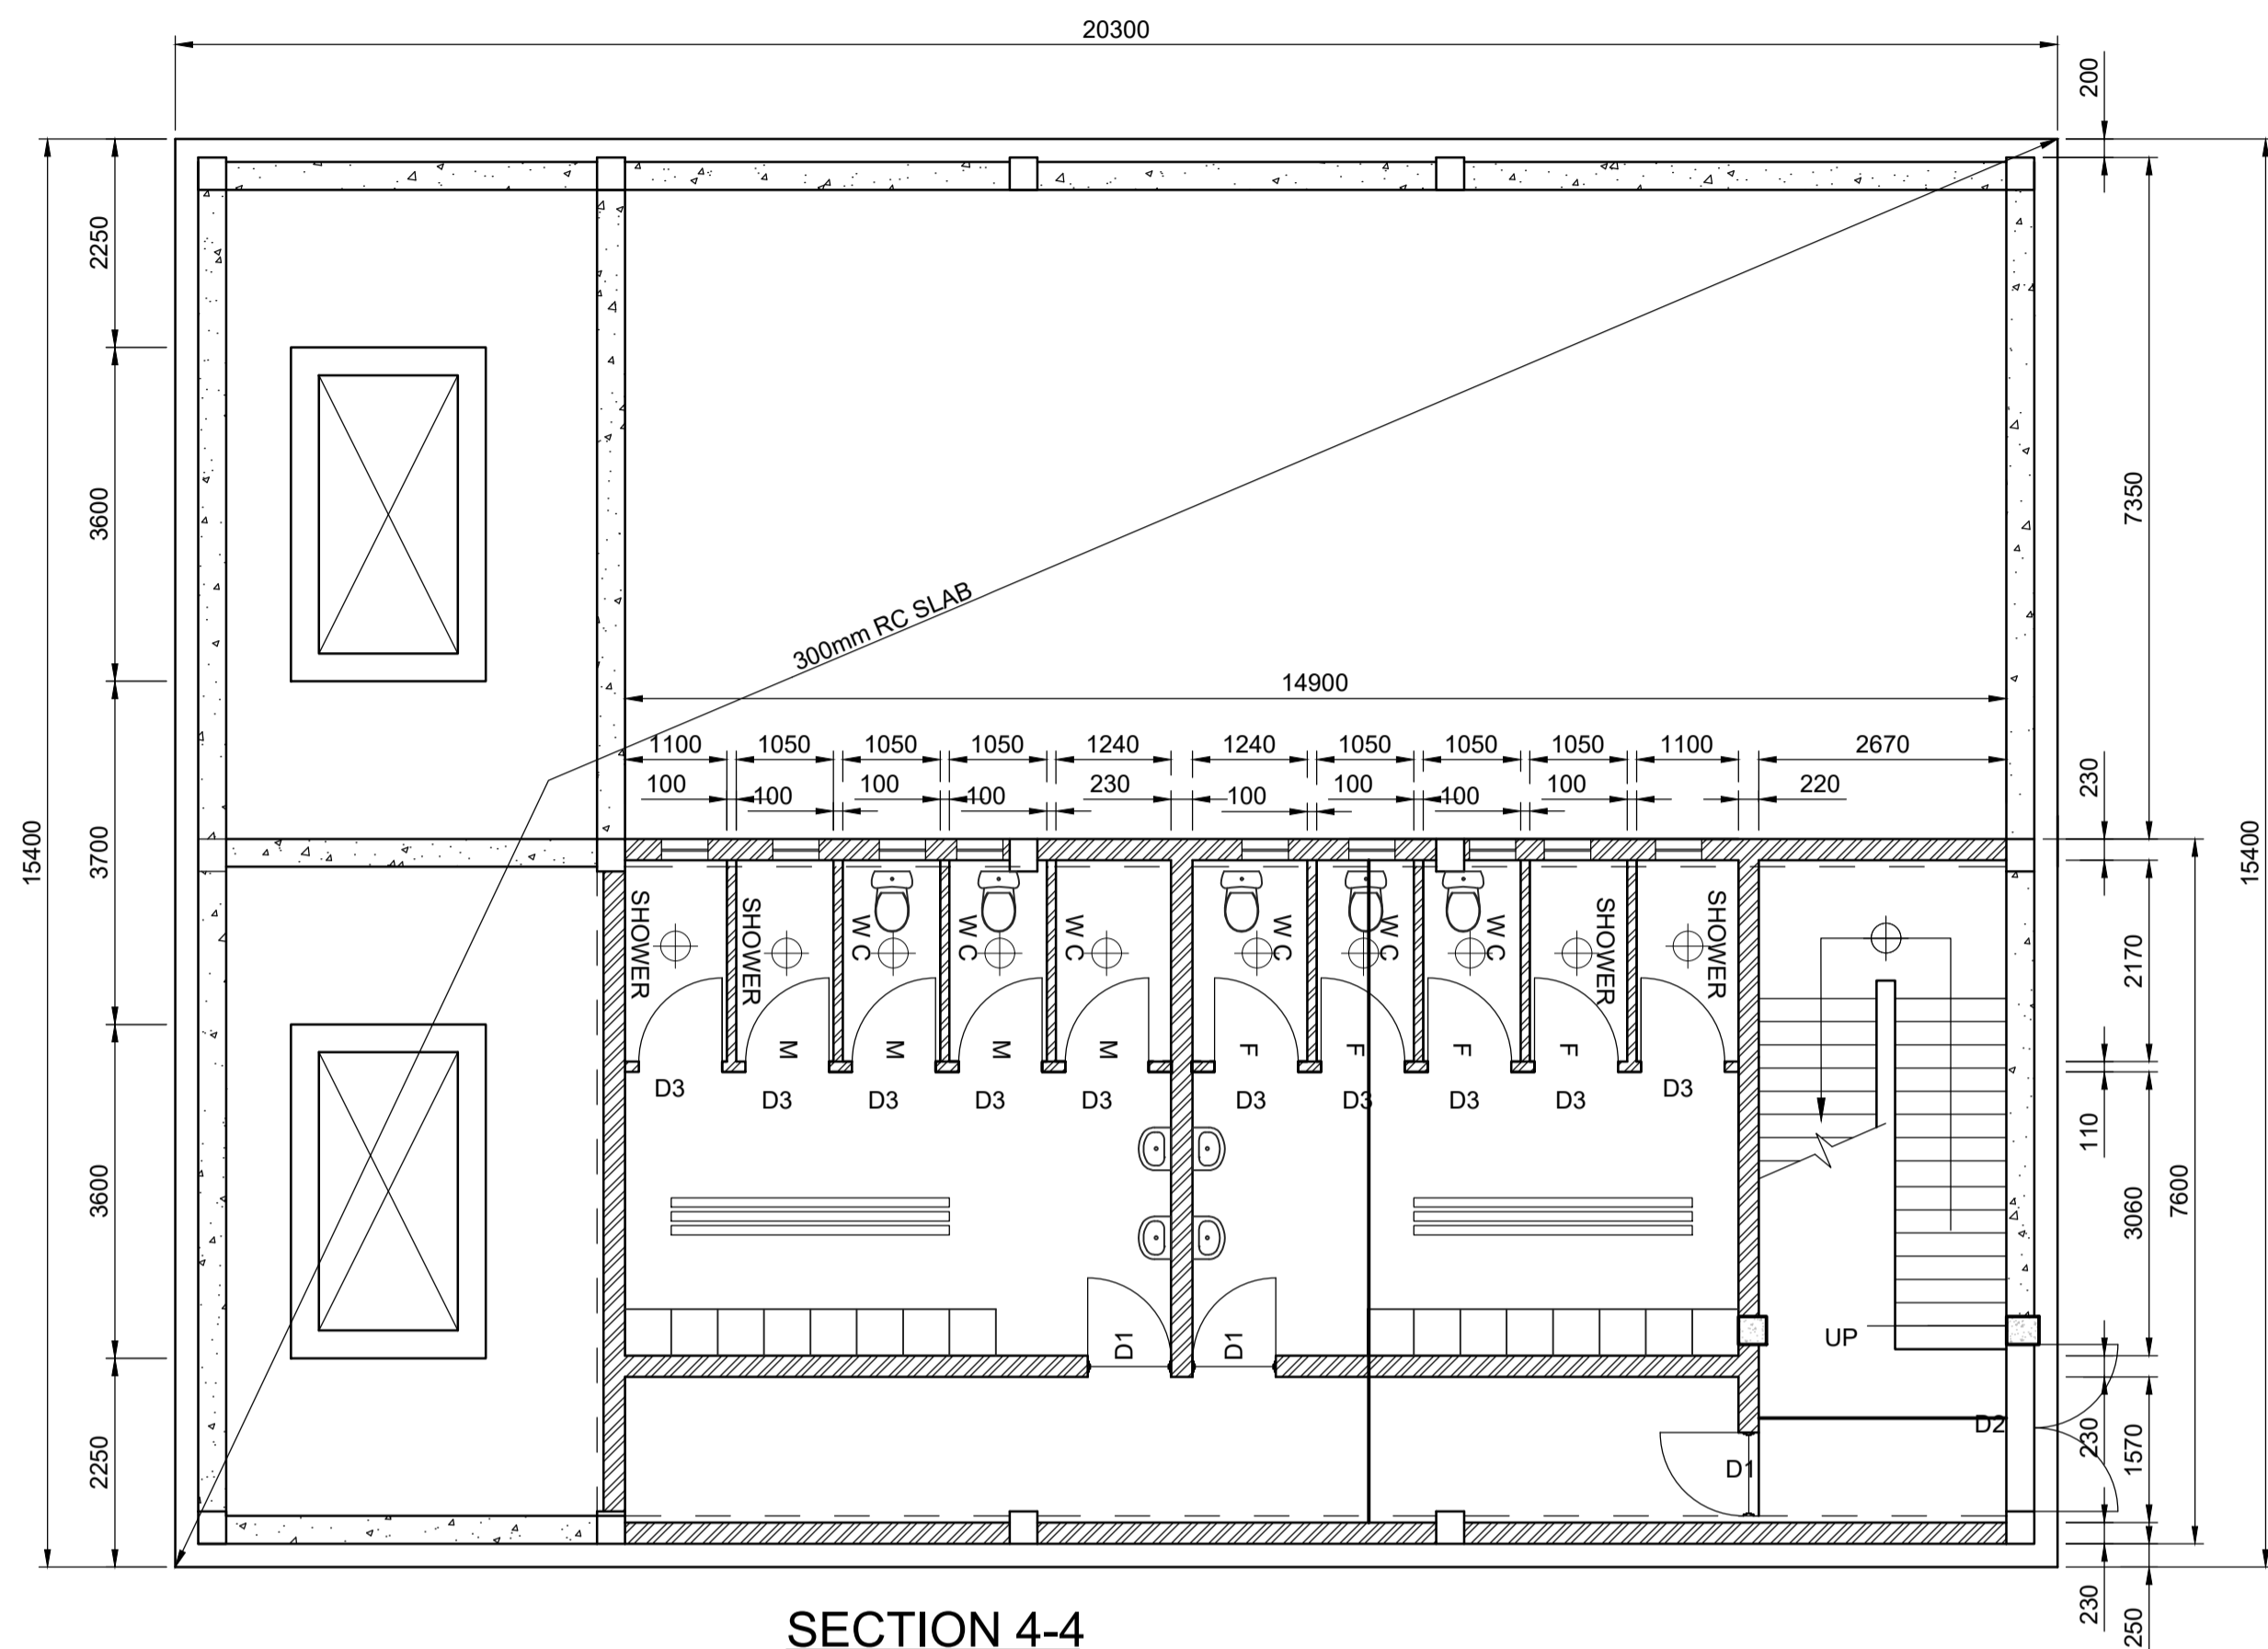 20300
200
2250
7350
3600
300mm RC SLAB
14900
1100 1050 1050 1050 1240 1240 1050 1050 1050 1100 2670
100 100 100 100 230 100 100 100 100 220
230
15400
15400
3700
SHOWER SHOWER W C W C W C W C W C W C SHOWER SHOWER
2170
M M M M F F F F
D3 D3 D3 D3 D3 D3 D3 D3 D3 D3
110
3600
3060
7600
D1 D1
UP
2250
D1
D2
230
1570
230
250
SECTION 4-4